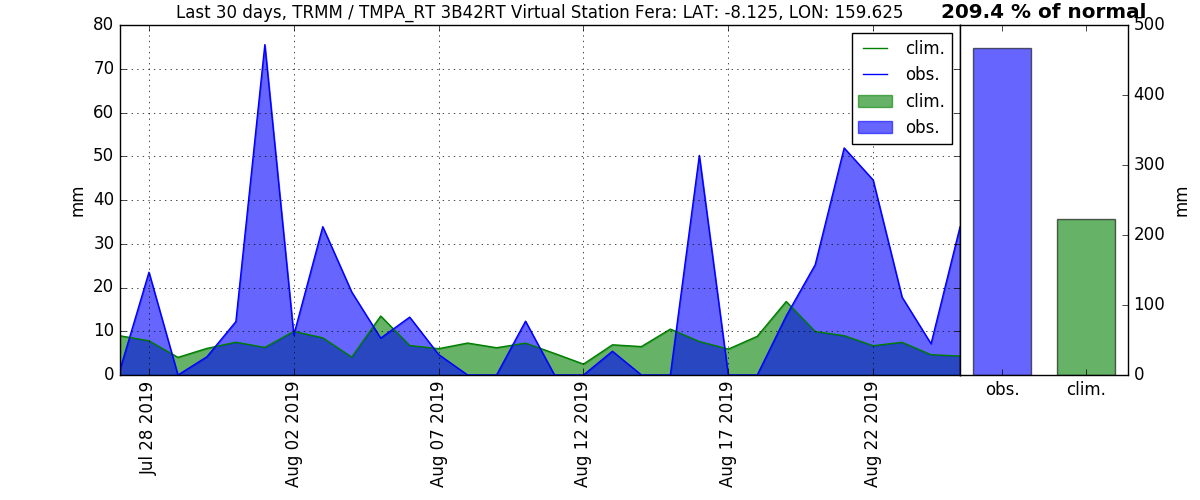 Last 30 days, TRMM / TMPA_RT 3B42RT Virtual Station Fera: LAT: -8.125, LON: 159.625
209.4 % of normal
80
70
60
50
40
30
20
10
0
mm
clim.
obs.
clim.
obs.
Jul 28 2019
Aug 02 2019
Aug 07 2019
Aug 12 2019
Aug 17 2019
Aug 22 2019
500
400
300
200
100
0
mm
obs.
clim.